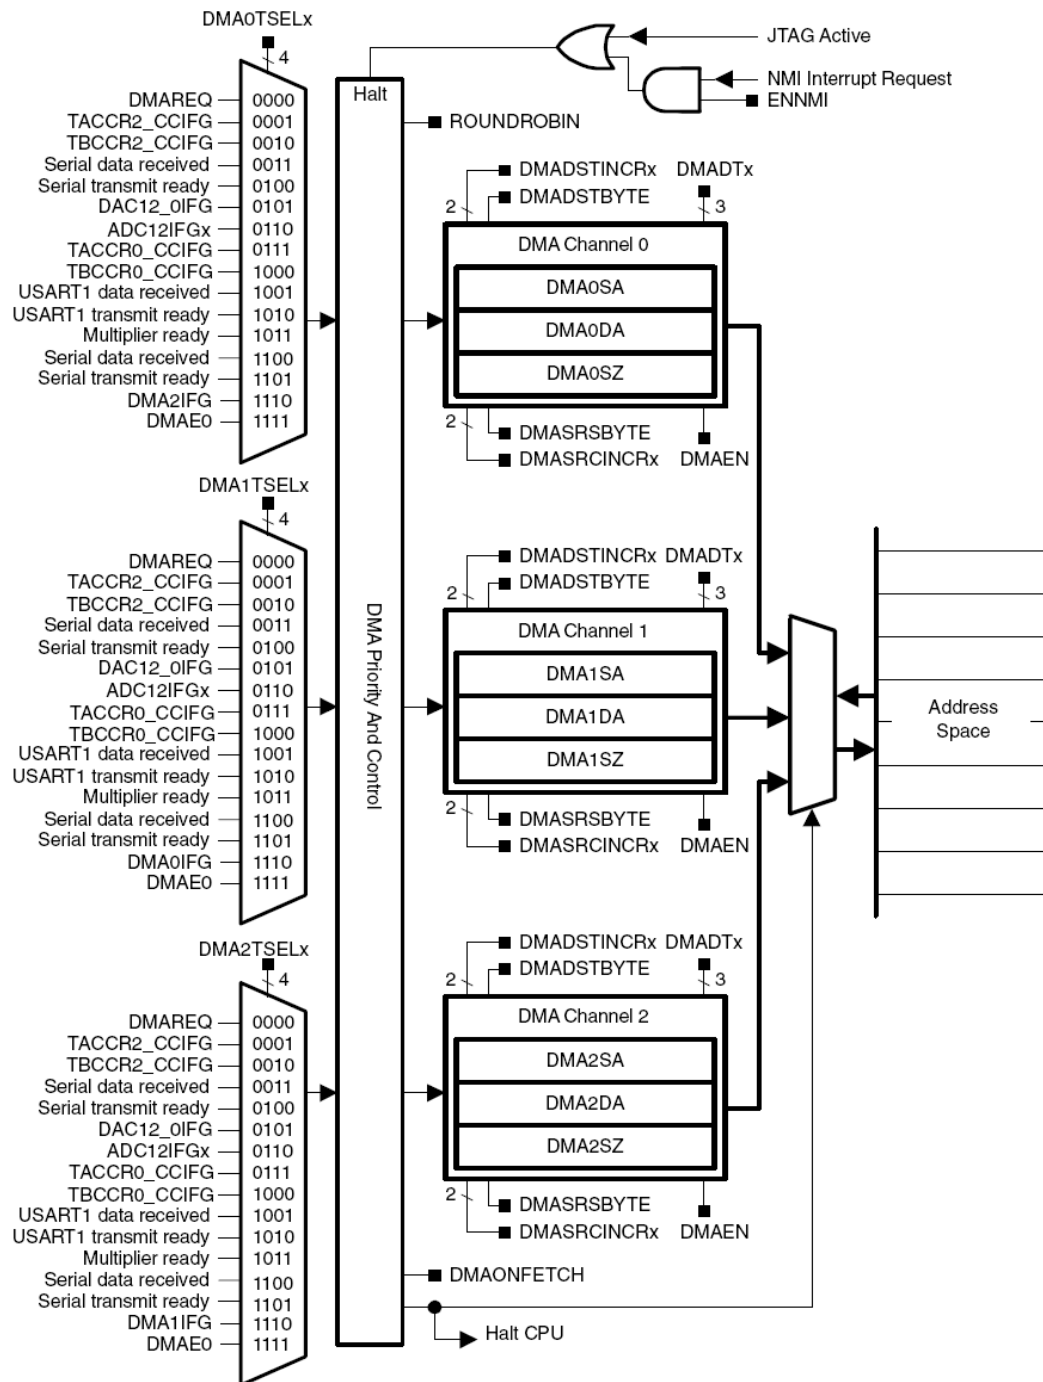 DMA0TSELx
4
JTAG Active
NMI Interrupt Request
ENNMI
Halt
ROUNDROBIN
DMAREQ 0000
TACCR2_CCIFG 0001
TBCCR2_CCIFG 0010
Serial data received 0011
Serial transmit ready 0100
DAC12_0IFG 0101
ADC12IFGx 0110
TACCR0_CCIFG 0111
TBCCR0_CCIFG 1000
USART1 data received 1001
USART1 transmit ready 1010
Multiplier ready 1011
Serial data received 1100
Serial transmit ready 1101
DMA2IFG 1110
DMAE0 1111
DMADSTINCRx DMADTx
2 DMADSTBYTE 3
DMA Channel 0
DMA0SA
DMA0DA
DMA0SZ
2 DMASRSBYTE
DMASRCINCRx DMAEN
DMA1TSELx
4
DMAREQ 0000
TACCR2_CCIFG 0001
TBCCR2_CCIFG 0010
Serial data received 0011
Serial transmit ready 0100
DAC12_0IFG 0101
ADC12IFGx 0110
TACCR0_CCIFG 0111
TBCCR0_CCIFG 1000
USART1 data received 1001
USART1 transmit ready 1010
Multiplier ready 1011
Serial data received 1100
Serial transmit ready 1101
DMA0IFG 1110
DMAE0 1111
DMA Priority And Control
DMADSTINCRx DMADTx
2 DMADSTBYTE 3
DMA Channel 1
DMA1SA
DMA1DA
DMA1SZ
2 DMASRSBYTE
DMASRCINCRx DMAEN
Address
Space
DMA2TSELx
4
DMAREQ 0000
TACCR2_CCIFG 0001
TBCCR2_CCIFG 0010
Serial data received 0011
Serial transmit ready 0100
DAC12_0IFG 0101
ADC12IFGx 0110
TACCR0_CCIFG 0111
TBCCR0_CCIFG 1000
USART1 data received 1001
USART1 transmit ready 1010
Multiplier ready 1011
Serial data received 1100
Serial transmit ready 1101
DMA1IFG 1110
DMAE0 1111
DMADSTINCRx DMADTx
2 DMADSTBYTE 3
DMA Channel 2
DMA2SA
DMA2DA
DMA2SZ
2 DMASRSBYTE
DMASRCINCRx DMAEN
DMAONFETCH
Halt CPU